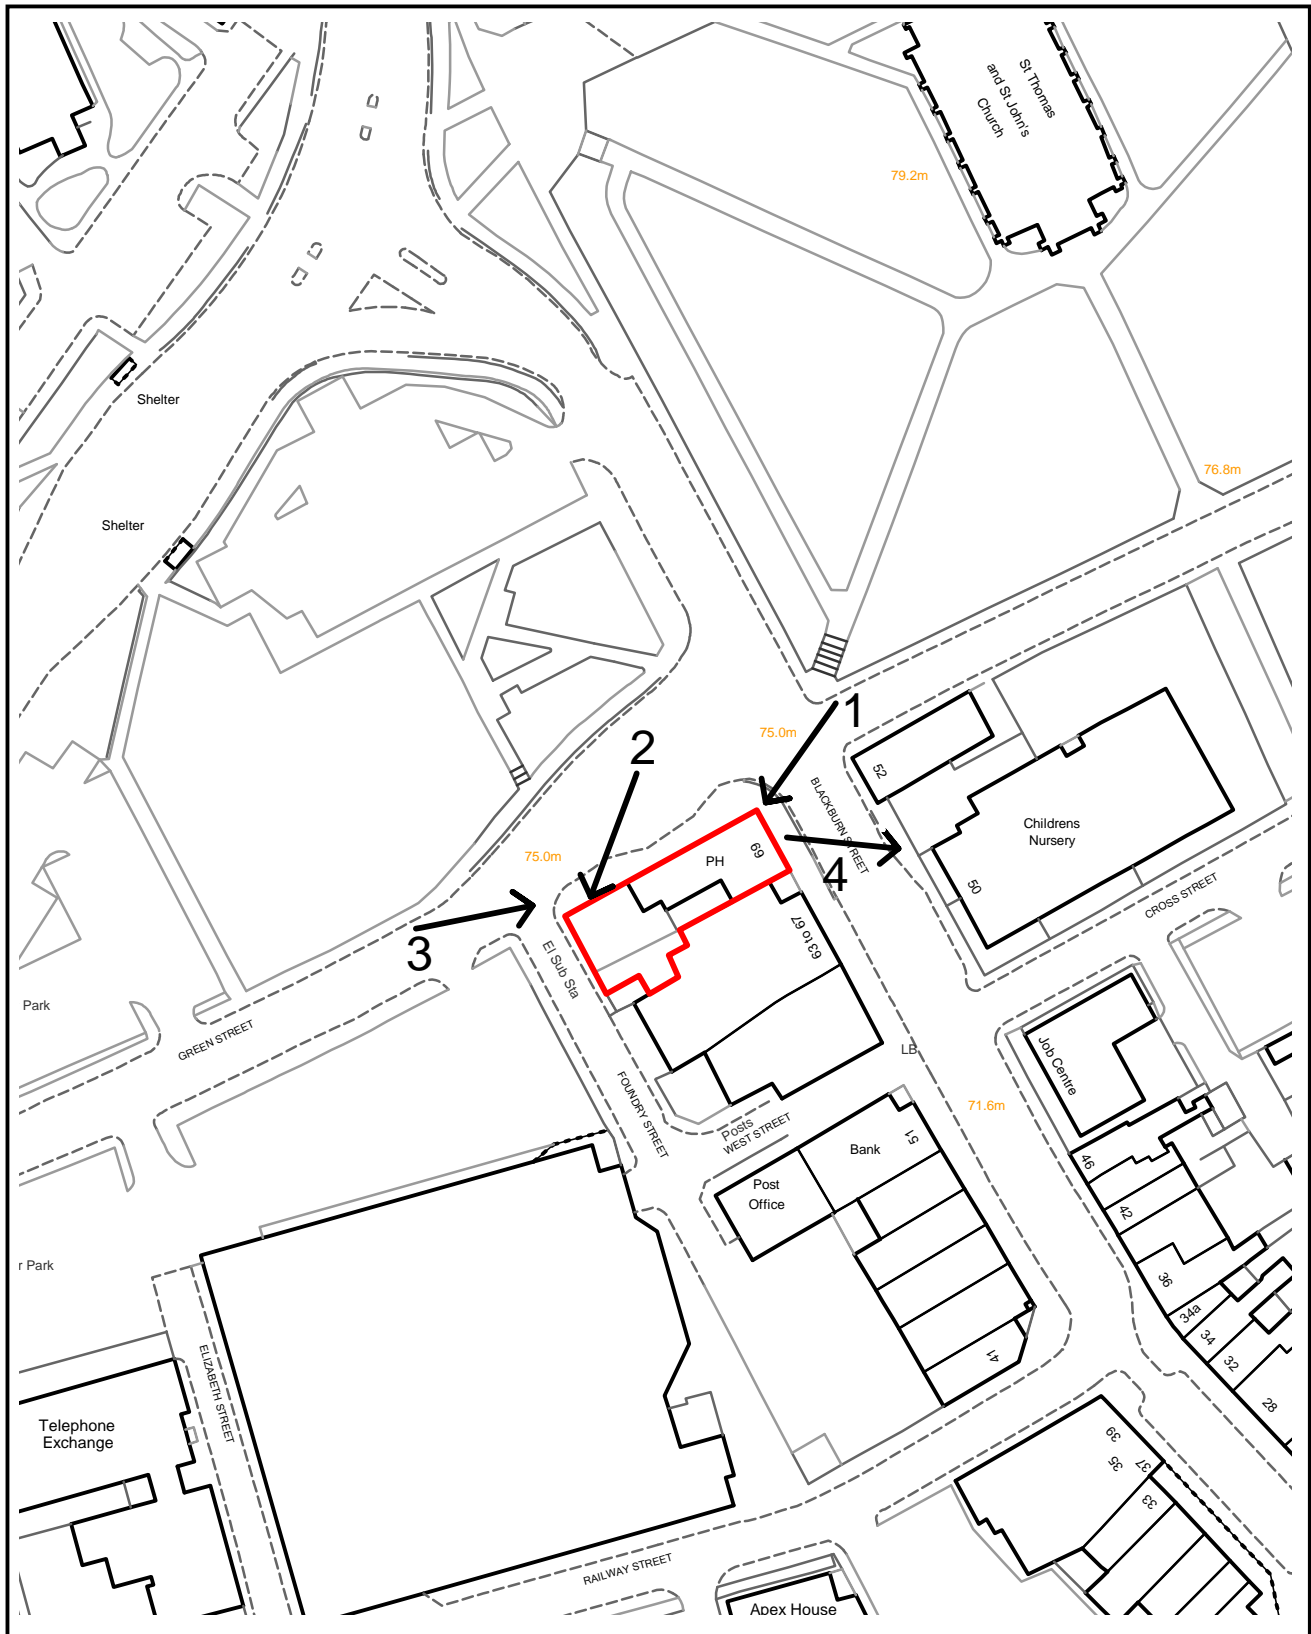 St Thomas
and St John's
Church
79.2m
76.8m
Shelter
Shelter
1
75.0m
2
52
BLACKBURN STREET
Childrens
Nursery
75.0m
PH
69
4
50
CROSS STREET
3
63 to 67
El Sub Sta
Park
GREEN STREET
LB
Job Centre
71.6m
FOUNDRY STREET
Posts
WEST STREET
Bank
51
46
Post
Office
42
r Park
36
34a
34
32
41
28
ELIZABETH STREET
Telephone
Exchange
39
35
37
33
RAILWAY STREET
Apex House